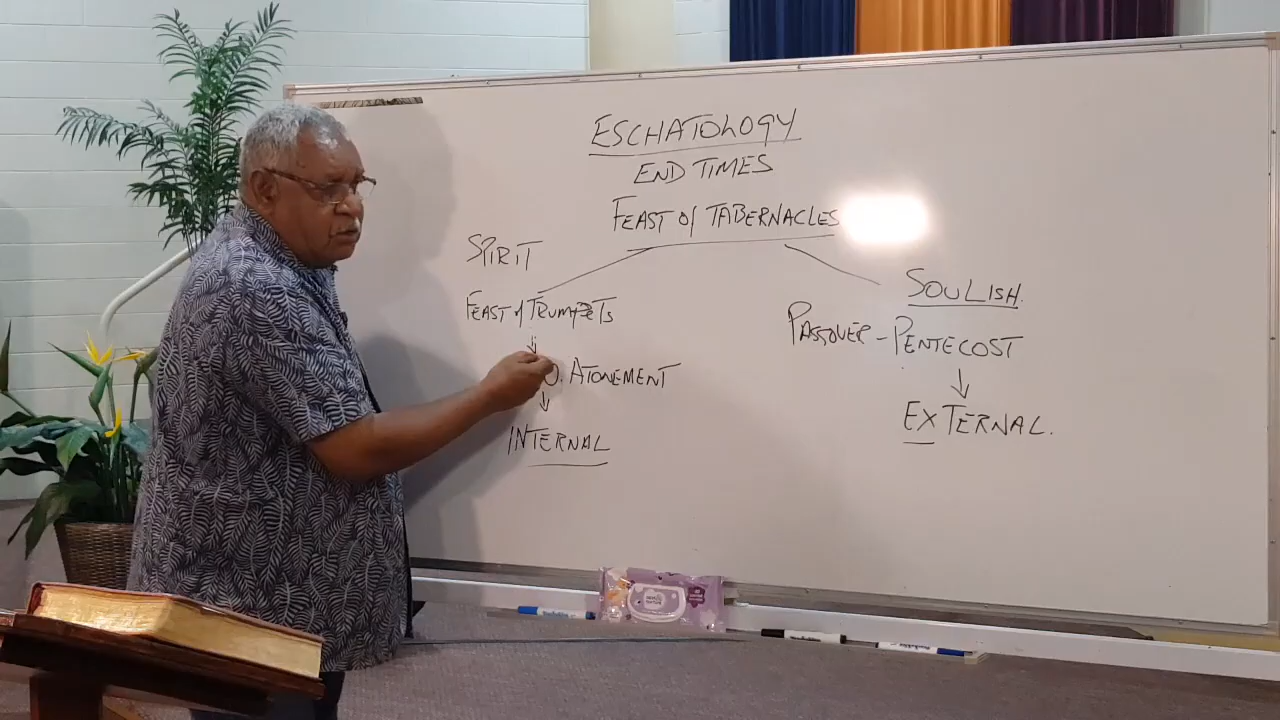 ESCHATOLOGY
END TIMES
FEAST of TABERNACLES
SPIRIT
FEAST of TRUMPETS
O. ATONEMENT
INTERNAL
SOULISH.
PASSOVER - PENTECOST
EXTERNAL.